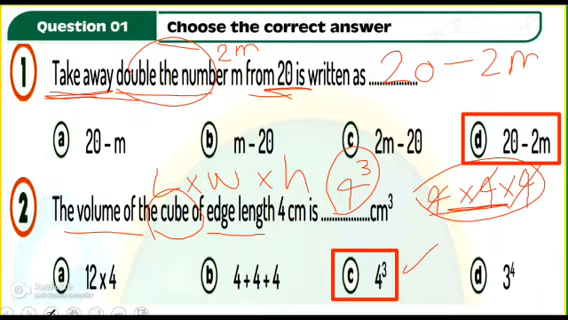 Question 01 Choose the correct answer
2m
1 Take away double the number m from 20 is written as ................ 20 - 2m
a 20 - m b m - 20 c 2m - 20 d 20 - 2m
L x w x h 4³ 4 x 4 x 4
2 The volume of the cube of edge length 4 cm is ................cm³
a 12 x 4 b 4 + 4 + 4 c 4³ d 3⁴